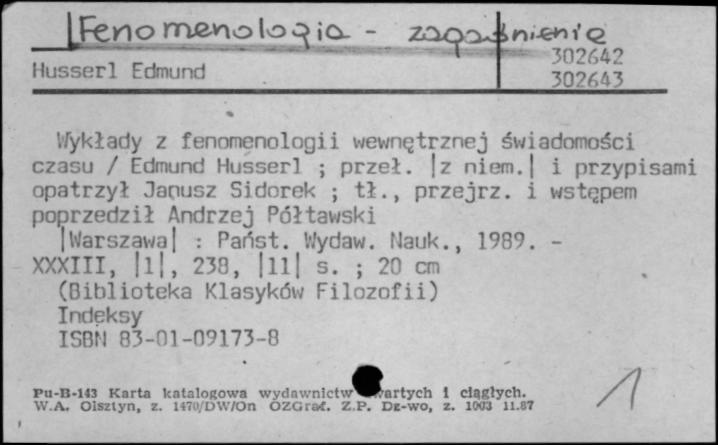 Fenomenologia - zagadnienie
302642
Husserl Edmund
302643
Wykłady z fenomenologii wewnętrznej świadomości
czasu / Edmund Husserl ; przeł. |z niem.| i przypisami
opatrzył Janusz Sidorek ; tł., przejrz. i wstępem
poprzedził Andrzej Półtawski
|Warszawa| : Państ. Wydaw. Nauk., 1989. -
XXXIII, |1|, 238, |11| s. ; 20 cm
(Biblioteka Klasyków Filozofii)
Indeksy
ISBN 83-01-09173-8
Pu-B-143 Karta katalogowa wydawnictw zwartych i ciągłych.
W.A. Olsztyn, z. 1470/DW/On OZGraf. Z.P. Dz-wo, z. 1003 11.87
1